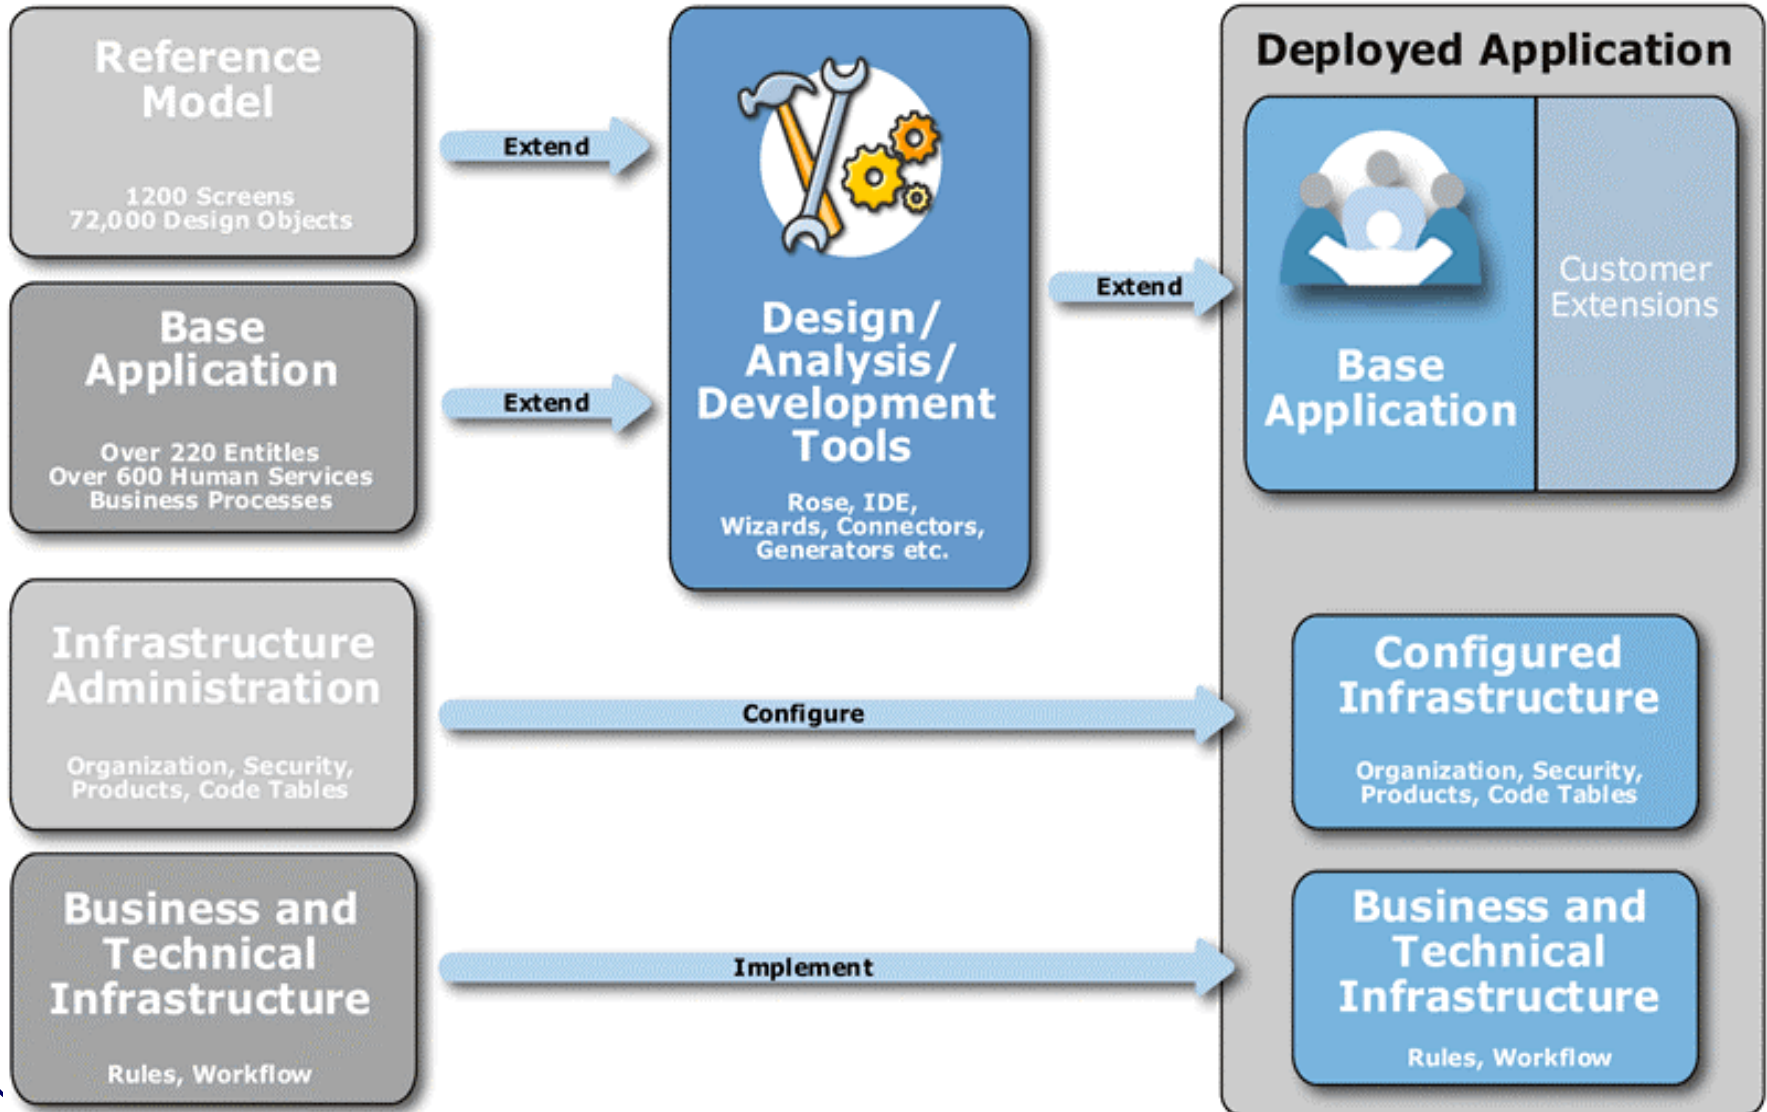 Reference
Model
1200 Screens
72,000 Design Objects
Extend
Base
Application
Over 220 Entitles
Over 600 Human Services
Business Processes
Extend
Design/
Analysis/
Development
Tools
Rose, IDE,
Wizards, Connectors,
Generators etc.
Extend
Deployed Application
Base
Application
Customer
Extensions
Infrastructure
Administration
Organization, Security,
Products, Code Tables
Configure
Configured
Infrastructure
Organization, Security,
Products, Code Tables
Business and
Technical
Infrastructure
Rules, Workflow
Implement
Business and
Technical
Infrastructure
Rules, Workflow